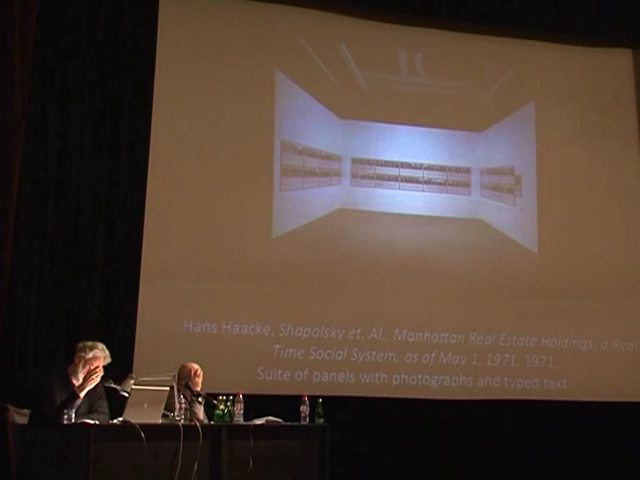 Hans Haacke, Shapolsky et. Al., Manhattan Real Estate Holdings, a Real
Time Social System, as of May 1, 1971, 1971
Suite of panels with photographs and typed text.